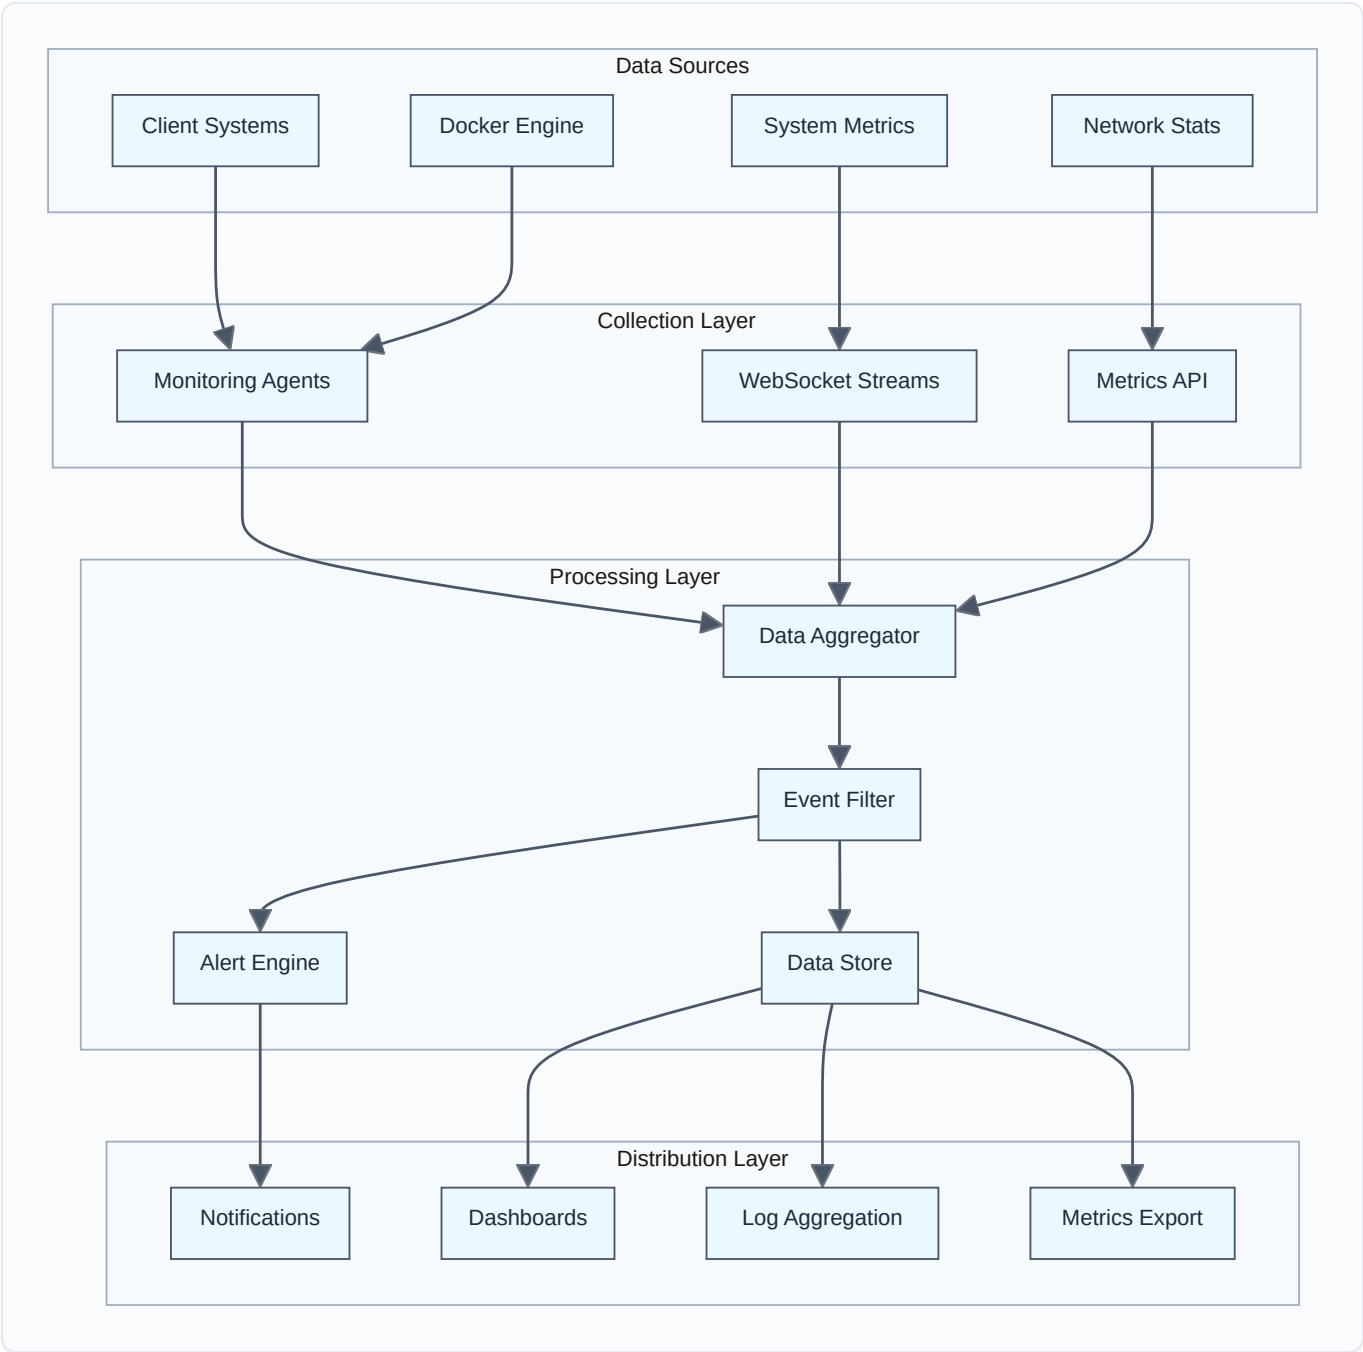 Data Sources
Client Systems
Docker Engine
System Metrics
Network Stats
Collection Layer
Monitoring Agents
WebSocket Streams
Metrics API
Processing Layer
Data Aggregator
Event Filter
Alert Engine
Data Store
Distribution Layer
Notifications
Dashboards
Log Aggregation
Metrics Export